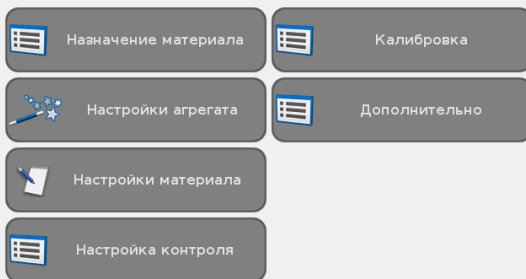 Назначение материала
Калибровка
Настройки агрегата
Дополнительно
Настройки материала
Настройка контроля